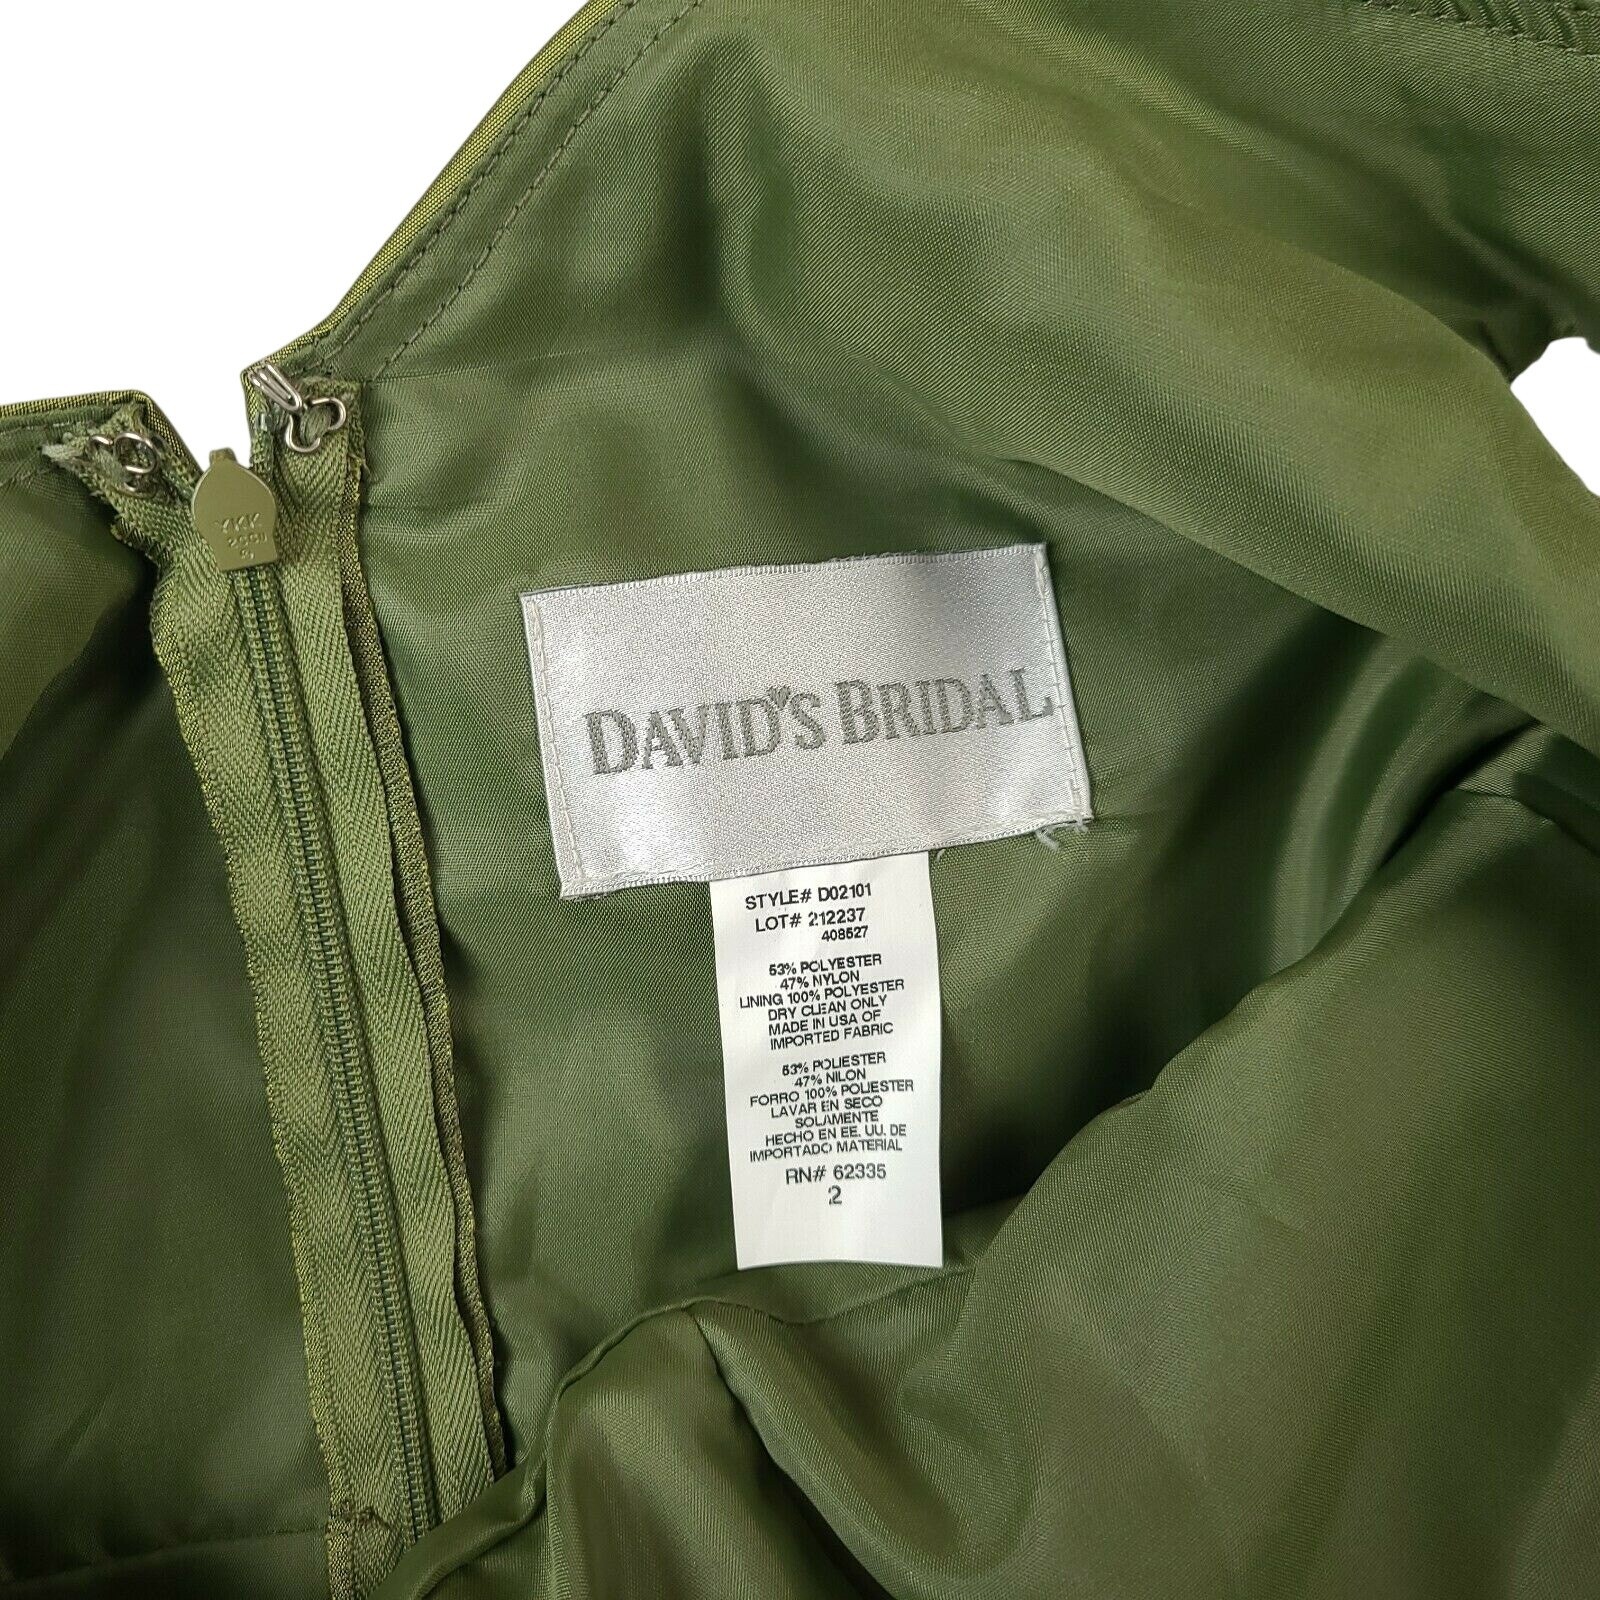 YKK
DAVID'S BRIDAL
STYLE# D02101
LOT# 212237
408527
53% POLYESTER
47% NYLON
LINING 100% POLYESTER
DRY CLEAN ONLY
MADE IN USA OF
IMPORTED FABRIC
53% POLIESTER
47% NILON
FORRO 100% POLIESTER
LAVAR EN SECO
SOLAMENTE
HECHO EN EE. UU. DE
IMPORTADO MATERIAL
RN# 62335
2